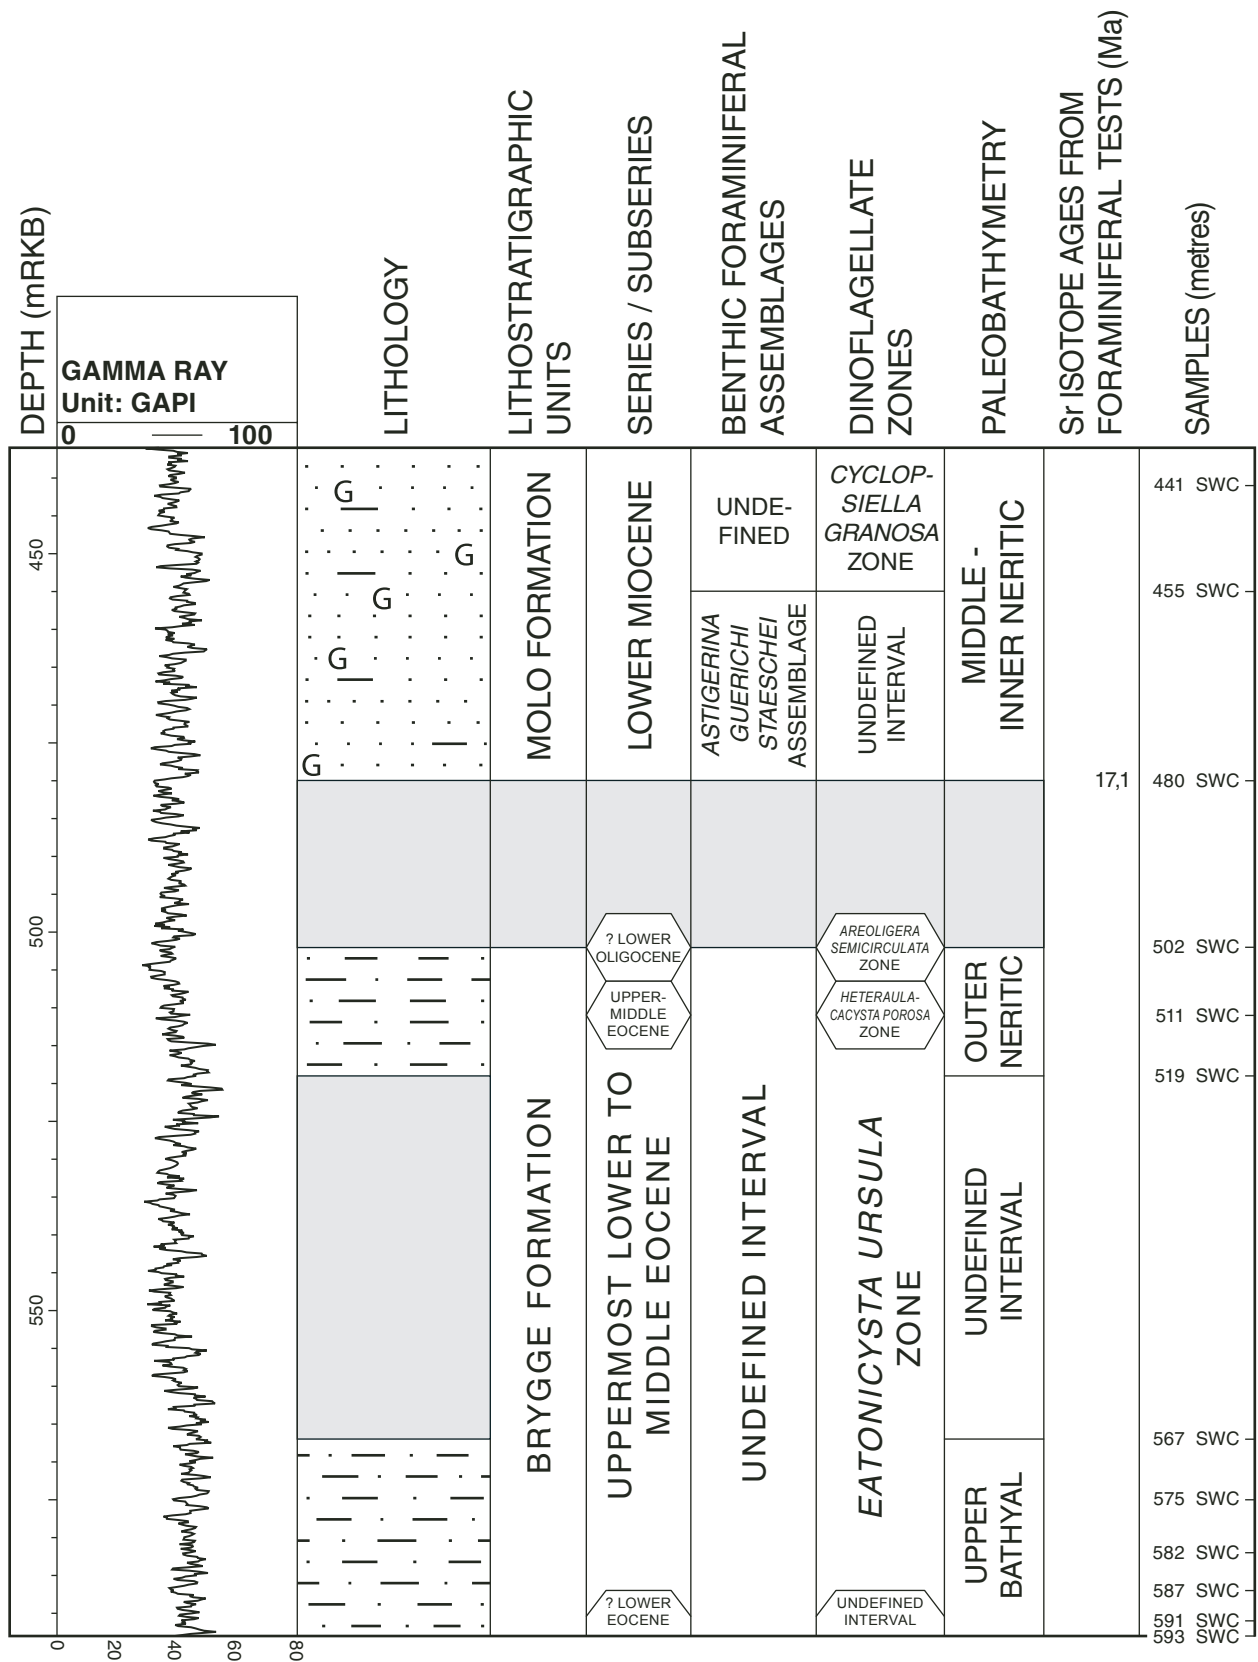 DEPTH (mRKB)
GAMMA RAY
Unit: GAPI
0 100
LITHOLOGY
LITHOSTRATIGRAPHIC
UNITS
SERIES / SUBSERIES
BENTHIC FORAMINIFERAL
ASSEMBLAGES
DINOFLAGELLATE
ZONES
PALEOBATHYMETRY
Sr ISOTOPE AGES FROM
FORAMINIFERAL TESTS (Ma)
SAMPLES (metres)
450
500
550
G
G
G
G
G
MOLO FORMATION
BRYGGE FORMATION
LOWER MIOCENE
? LOWER
OLIGOCENE
UPPER-
MIDDLE
EOCENE
UPPERMOST LOWER TO
MIDDLE EOCENE
? LOWER
EOCENE
UNDE-
FINED
ASTIGERINA
GUERICHI
STAESCHEI
ASSEMBLAGE
UNDEFINED INTERVAL
CYCLOP-
SIELLA
GRANOSA
ZONE
UNDEFINED
INTERVAL
AREOLIGERA
SEMICIRCULATA
ZONE
HETERAULA-
CACYSTA POROSA
ZONE
EATONICYSTA URSULA
ZONE
UNDEFINED
INTERVAL
MIDDLE -
INNER NERITIC
OUTER
NERITIC
UNDEFINED
INTERVAL
UPPER
BATHYAL
17,1
441 SWC
455 SWC
480 SWC
502 SWC
511 SWC
519 SWC
567 SWC
575 SWC
582 SWC
587 SWC
591 SWC
593 SWC
0
20
40
60
80